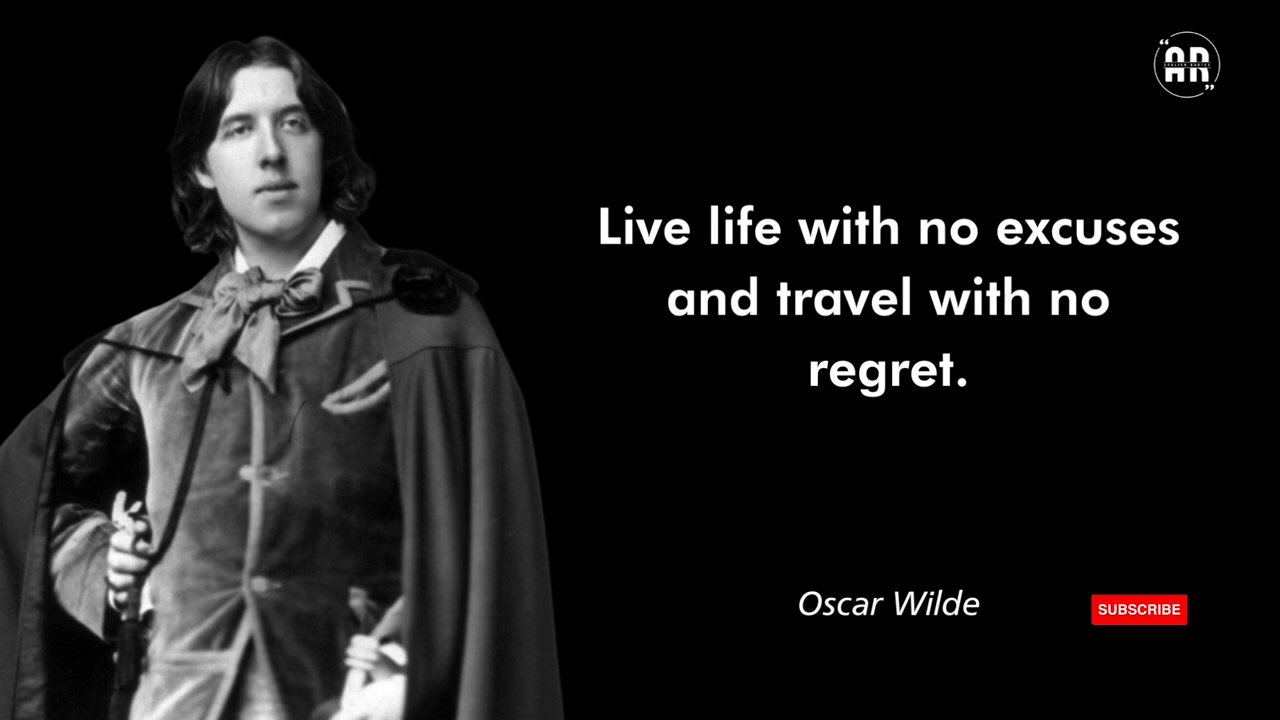 AR
Live life with no excuses
and travel with no
regret.
Oscar Wilde
SUBSCRIBE